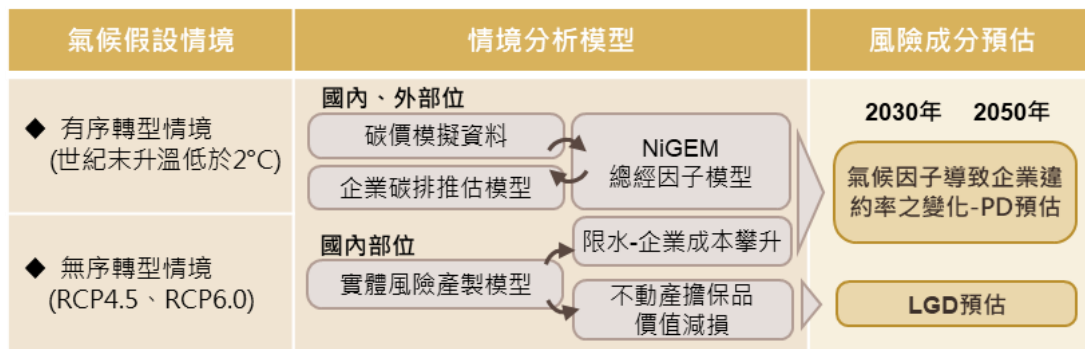 氣候假設情境
情境分析模型
風險成分預估
◆ 有序轉型情境
(世紀末升溫低於2°C)
◆ 無序轉型情境
(RCP4.5、RCP6.0)
國內、外部位
碳價模擬資料
企業碳排推估模型
NiGEM
總經因子模型
國內部位
實體風險產製模型
限水-企業成本攀升
不動產擔保品
價值減損
2030年 2050年
氣候因子導致企業違
約率之變化-PD預估
LGD預估